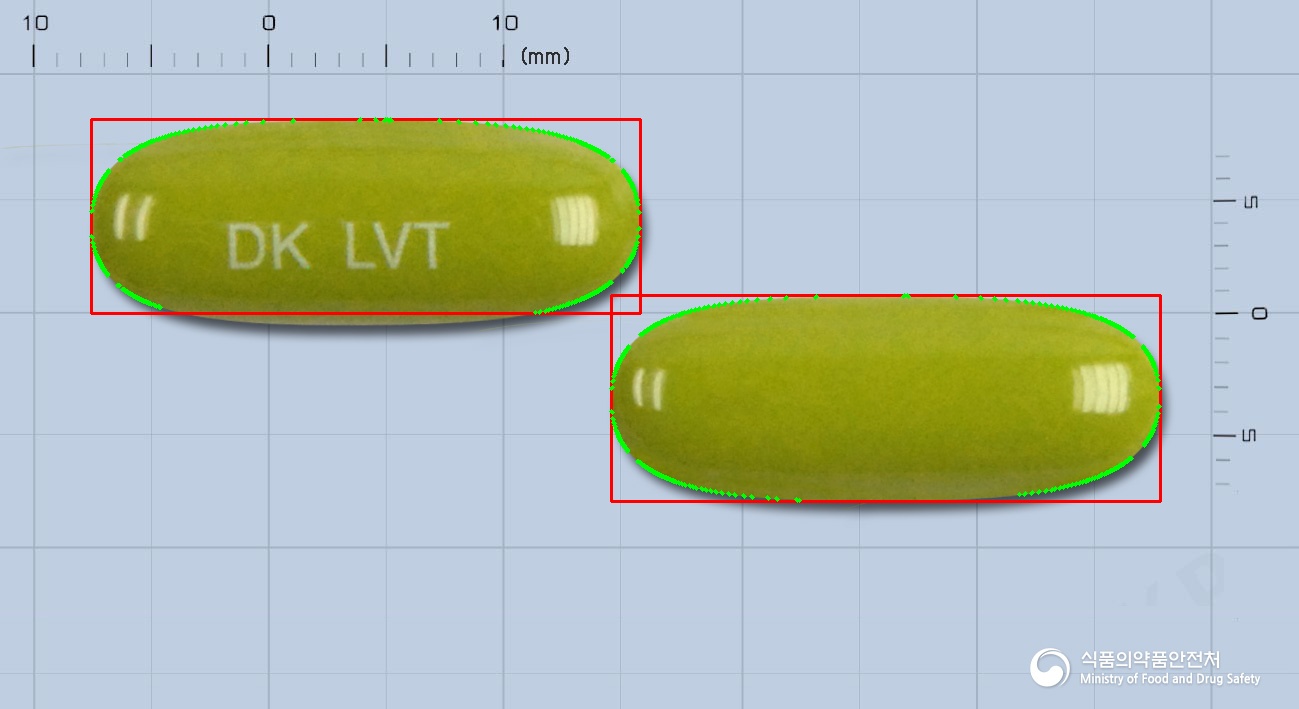 10 0 10
(mm)
DK LVT
5
0
5
식품의약품안전처
Ministry of Food and Drug Safety